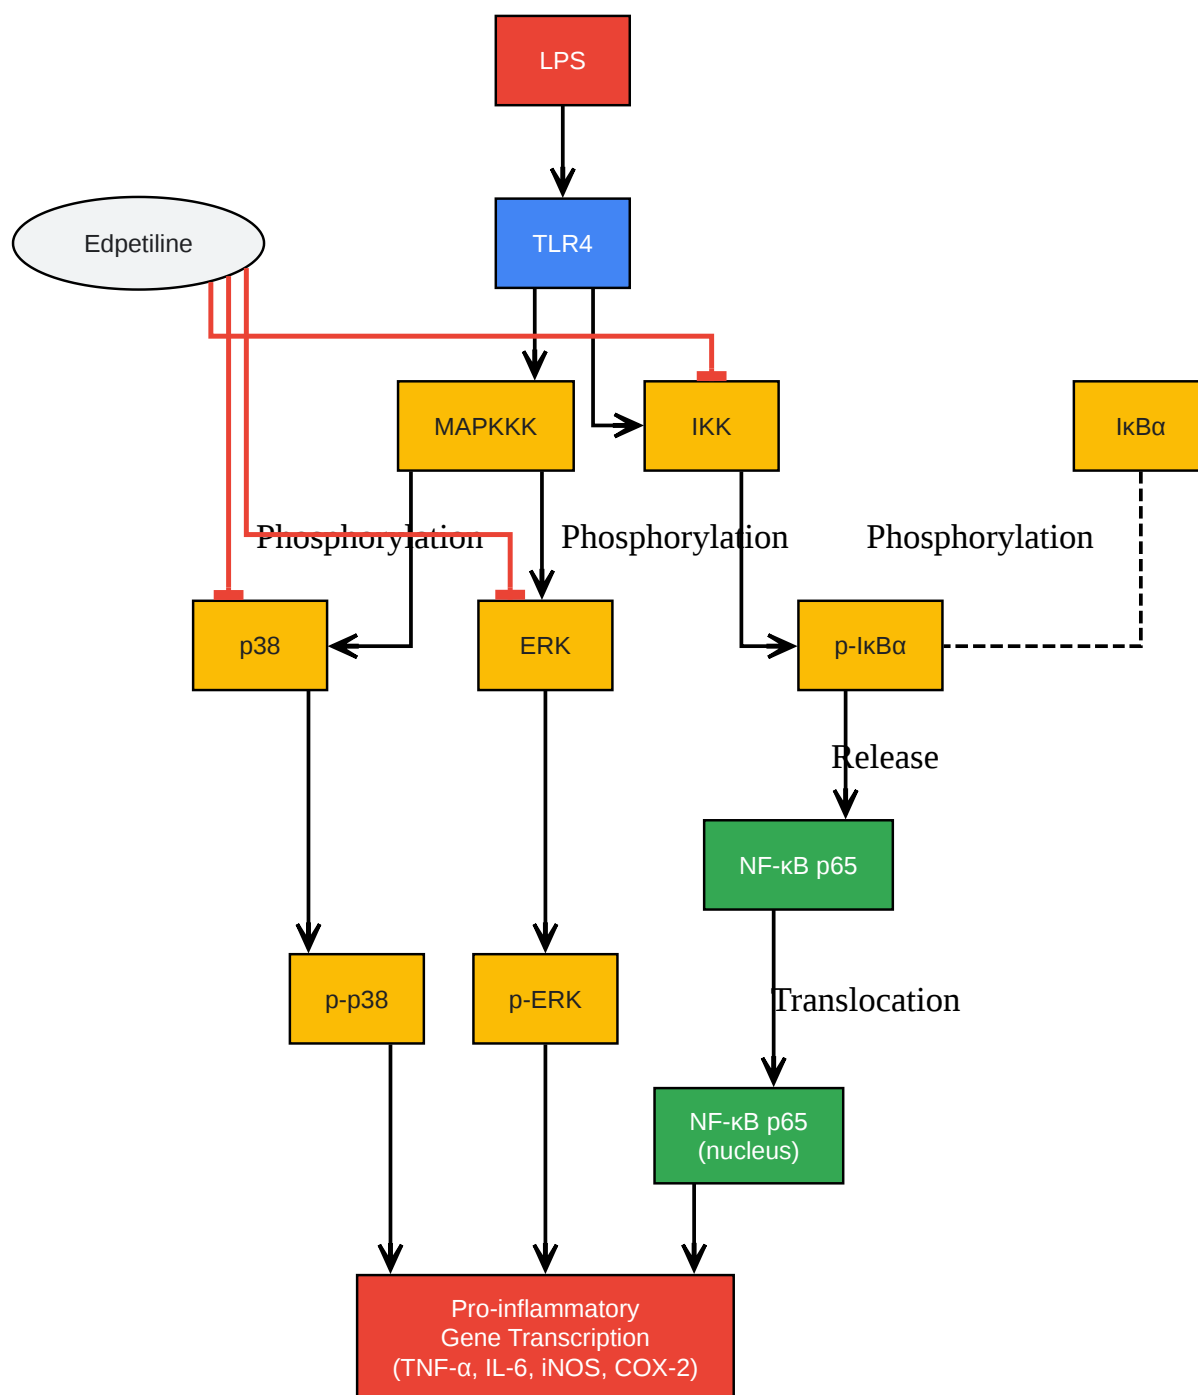 LPS
Edpetiline
TLR4
MAPKKK
IKK
IκBα
Phosphorylation
Phosphorylation
Phosphorylation
p38
ERK
p-IκBα
Release
NF-κB p65
p-p38
p-ERK
Translocation
NF-κB p65
(nucleus)
Pro-inflammatory
Gene Transcription
(TNF-α, IL-6, iNOS, COX-2)